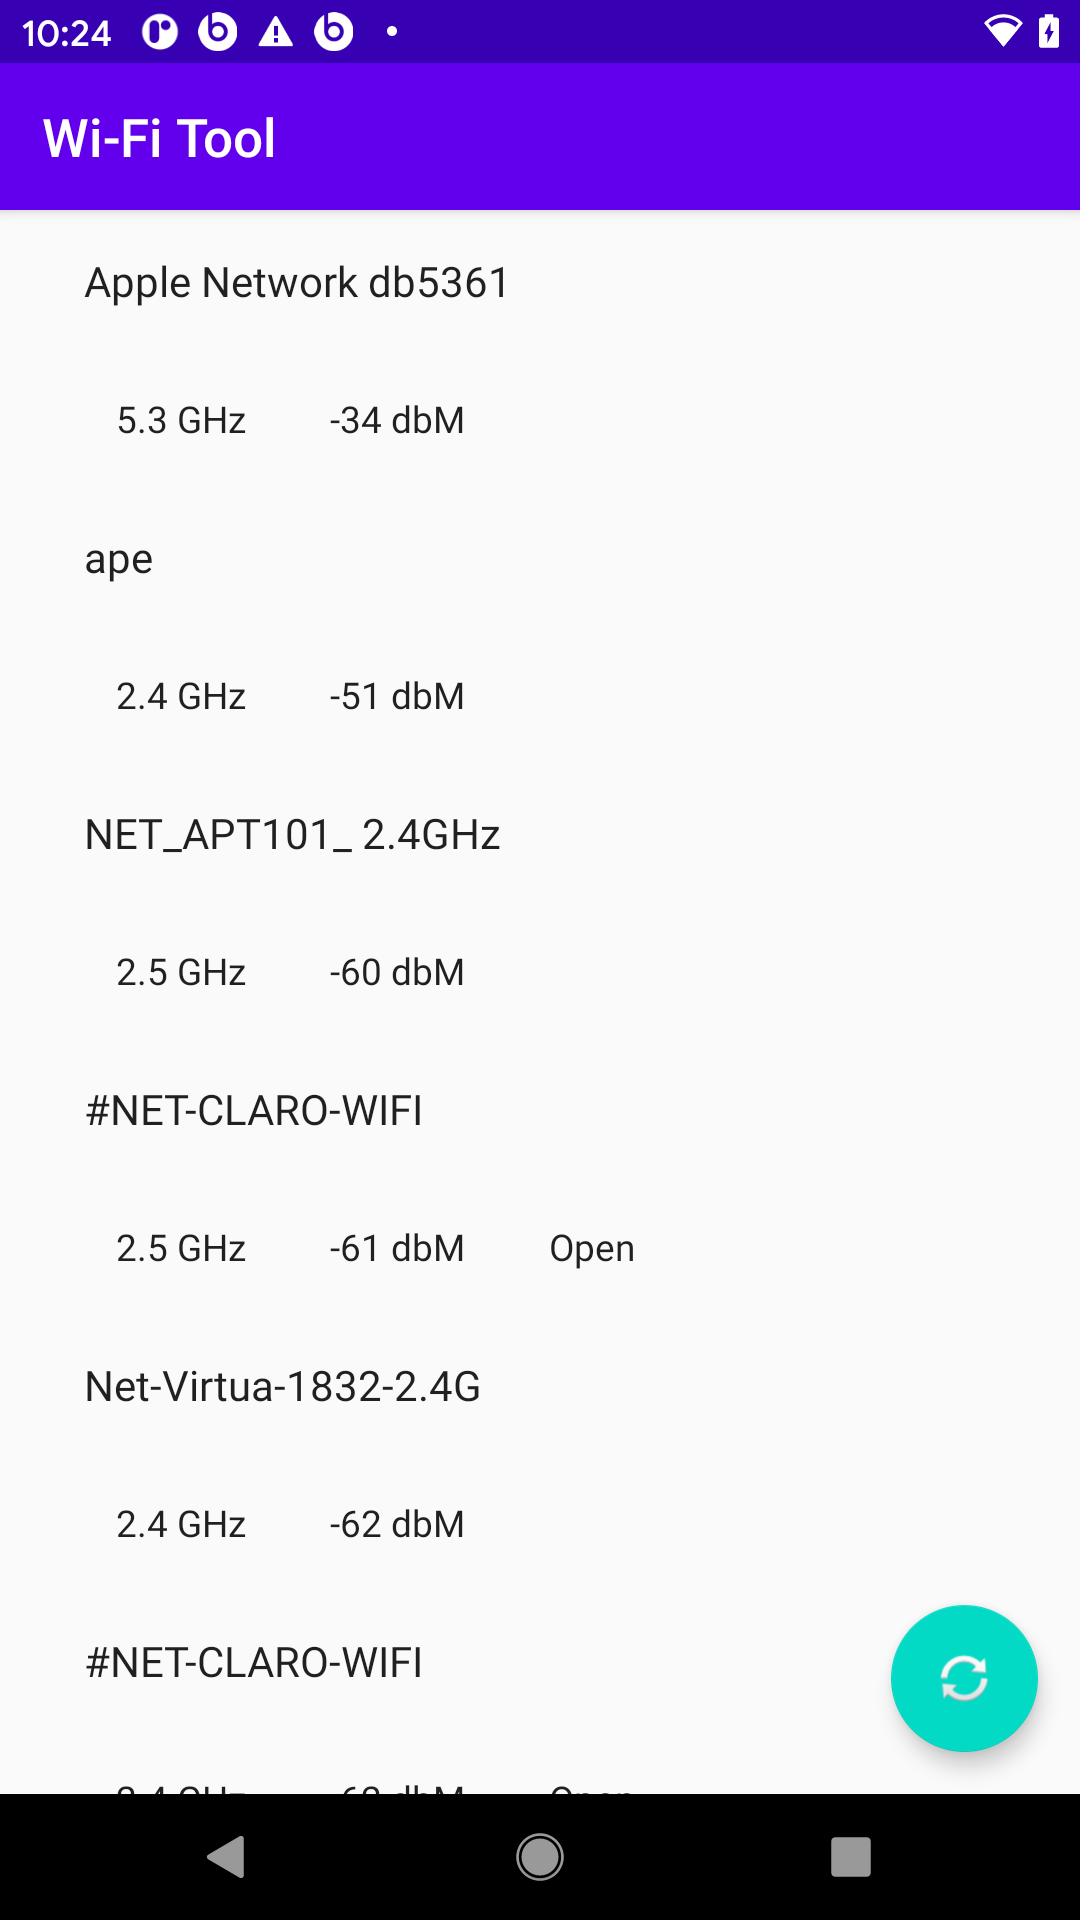 10:24
Wi-Fi Tool
Apple Network db5361
5.3 GHz -34 dbM
ape
2.4 GHz -51 dbM
NET_APT101_ 2.4GHz
2.5 GHz -60 dbM
#NET-CLARO-WIFI
2.5 GHz -61 dbM Open
Net-Virtua-1832-2.4G
2.4 GHz -62 dbM
#NET-CLARO-WIFI